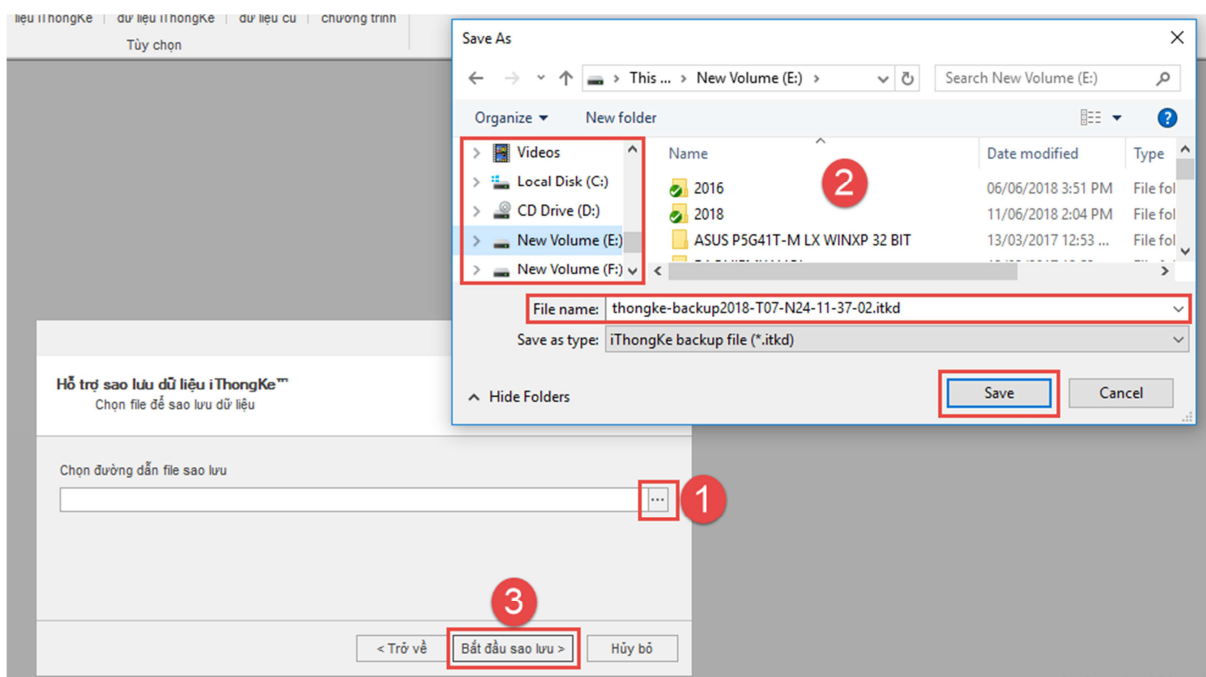 liệu iThongKe | dữ liệu iThongKe | dữ liệu cũ | chương trình
Tùy chọn
Save As
This ... > New Volume (E:) >
Search New Volume (E:)
Organize
New folder
Videos
Local Disk (C:)
CD Drive (D:)
New Volume (E:)
New Volume (F:)
Name
Date modified
Type
2
2016
06/06/2018 3:51 PM
File fol
2018
11/06/2018 2:04 PM
File fol
ASUS P5G41T-M LX WINXP 32 BIT
13/03/2017 12:53 ...
File fol
File name: thongke-backup2018-T07-N24-11-37-02.itkd
Save as type: iThongKe backup file (*.itkd)
Hide Folders
Save
Cancel
Hỗ trợ sao lưu dữ liệu iThongKe™
Chọn file để sao lưu dữ liệu
Chọn đường dẫn file sao lưu
...
1
3
< Trở về
Bắt đầu sao lưu >
Hủy bỏ